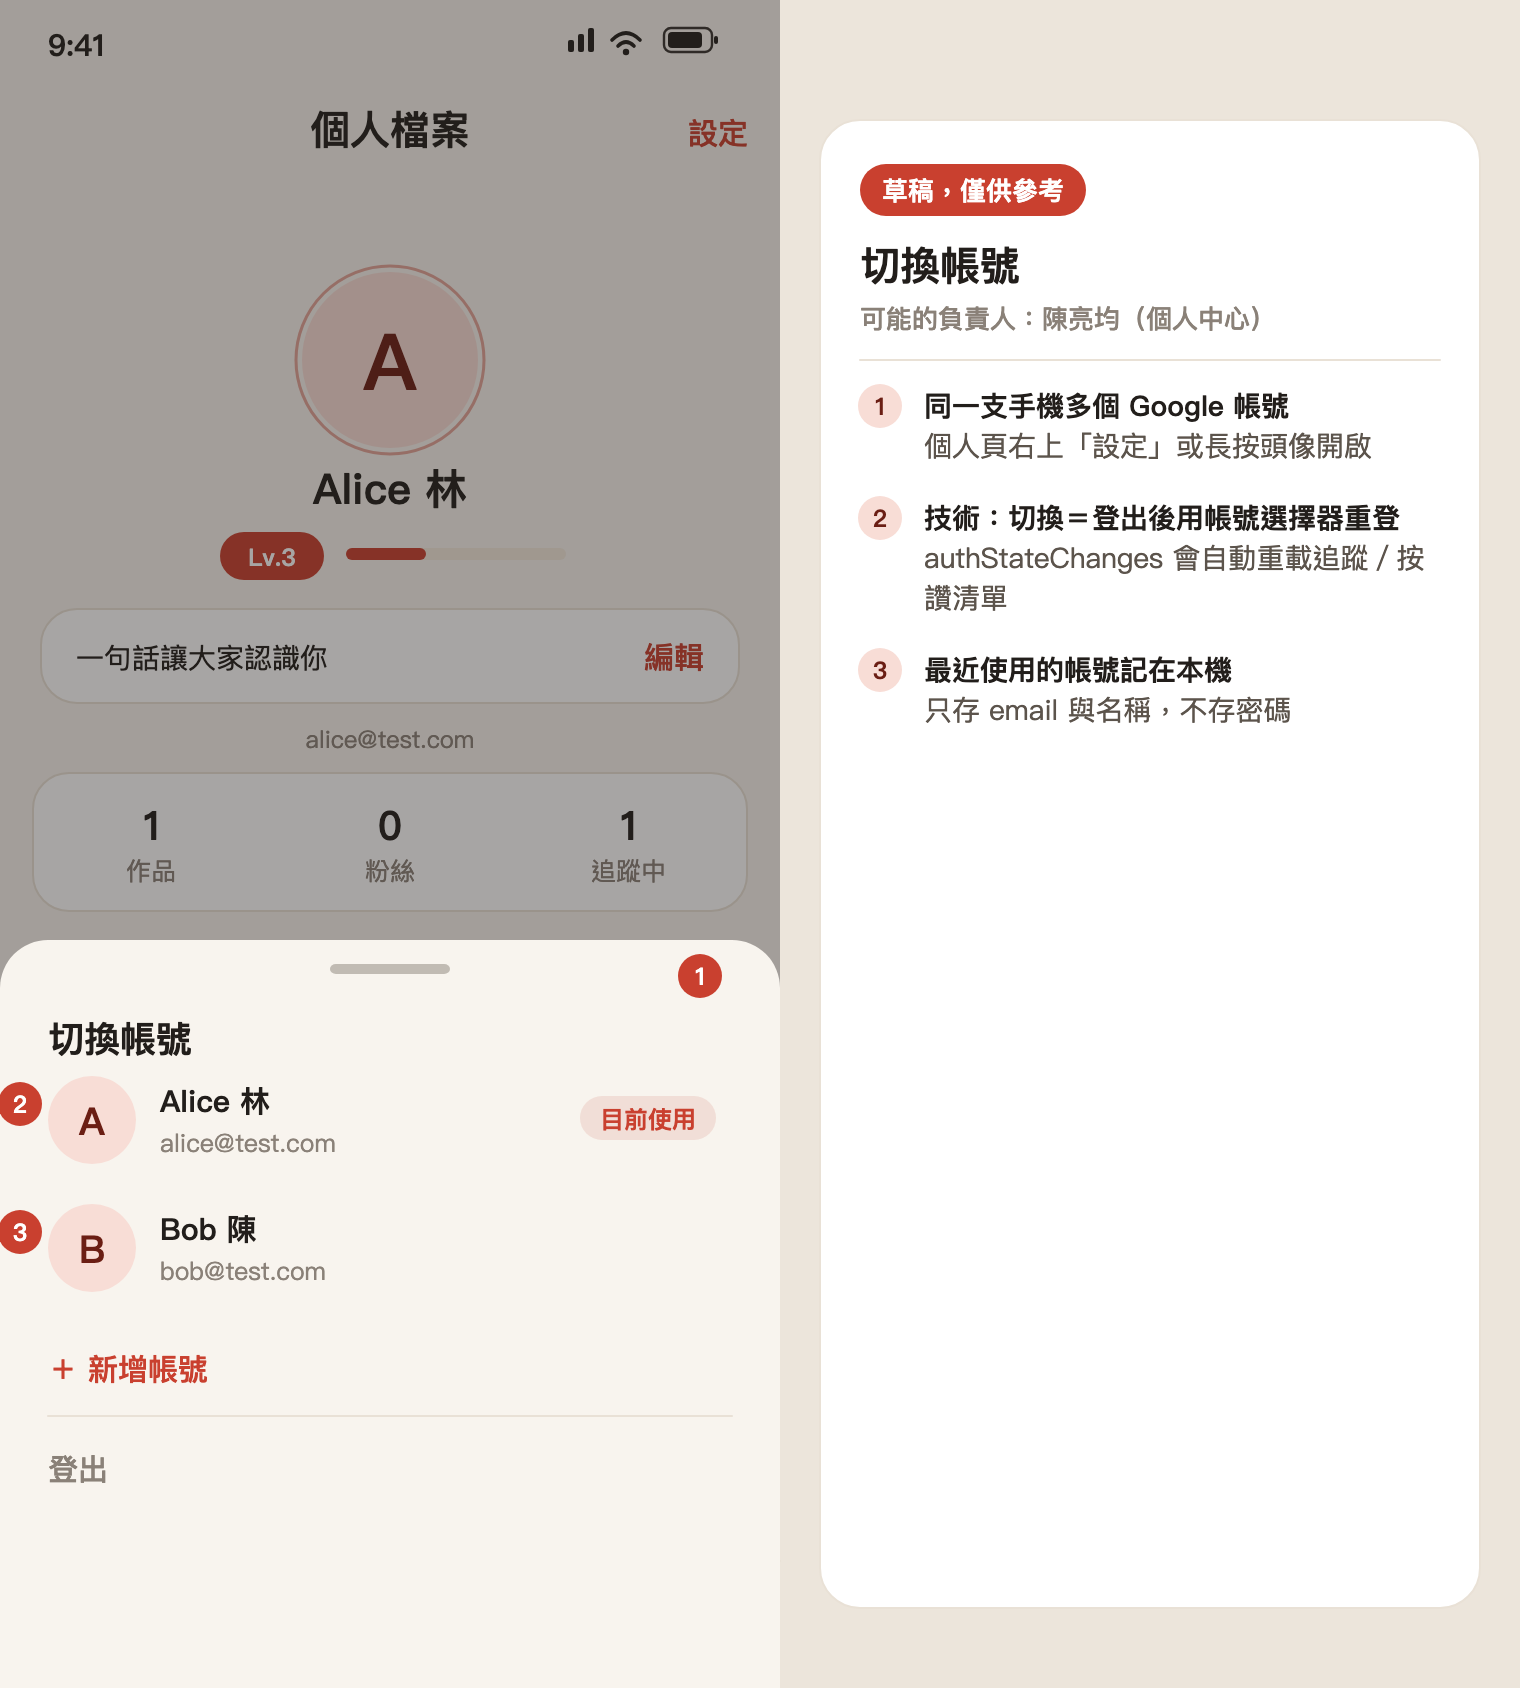 9:41
個人檔案
設定
A
Alice 林
Lv.3
一句話讓大家認識你
編輯
alice@test.com
1
作品
0
粉絲
1
追蹤中
1
切換帳號
2
A
Alice 林
alice@test.com
目前使用
3
B
Bob 陳
bob@test.com
+ 新增帳號
登出
草稿，僅供參考
切換帳號
可能的負責人：陳亮均（個人中心）
1
同一支手機多個 Google 帳號
個人頁右上「設定」或長按頭像開啟
2
技術：切換＝登出後用帳號選擇器重登
authStateChanges 會自動重載追蹤 / 按
讚清單
3
最近使用的帳號記在本機
只存 email 與名稱，不存密碼